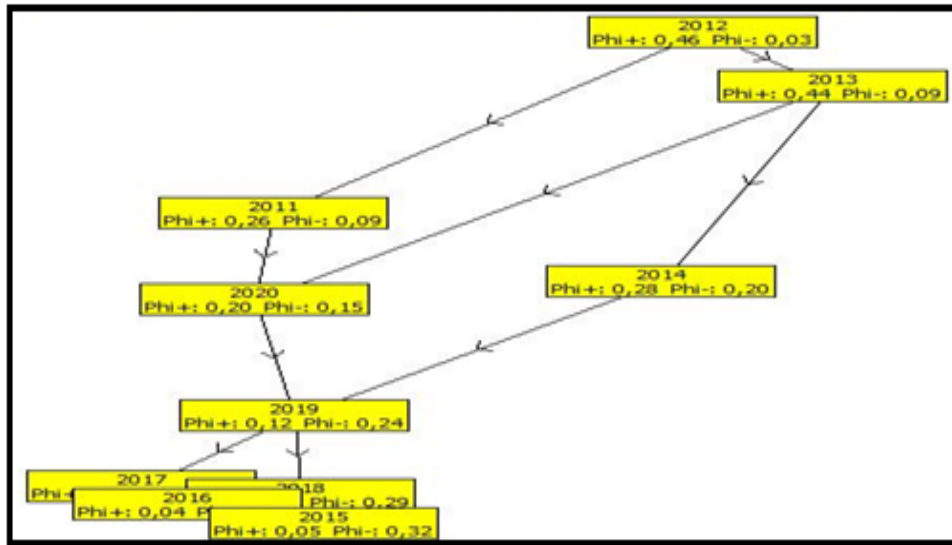 2012
Phi+: 0,46 Phi-: 0,03
2013
Phi+: 0,44 Phi-: 0,09
2011
Phi+: 0,26 Phi-: 0,09
2014
Phi+: 0,28 Phi-: 0,20
2020
Phi+: 0,20 Phi-: 0,15
2019
Phi+: 0,12 Phi-: 0,24
2017
Phi+
2018
Phi-: 0,29
2016
Phi+: 0,04
2015
Phi+: 0,05 Phi-: 0,32